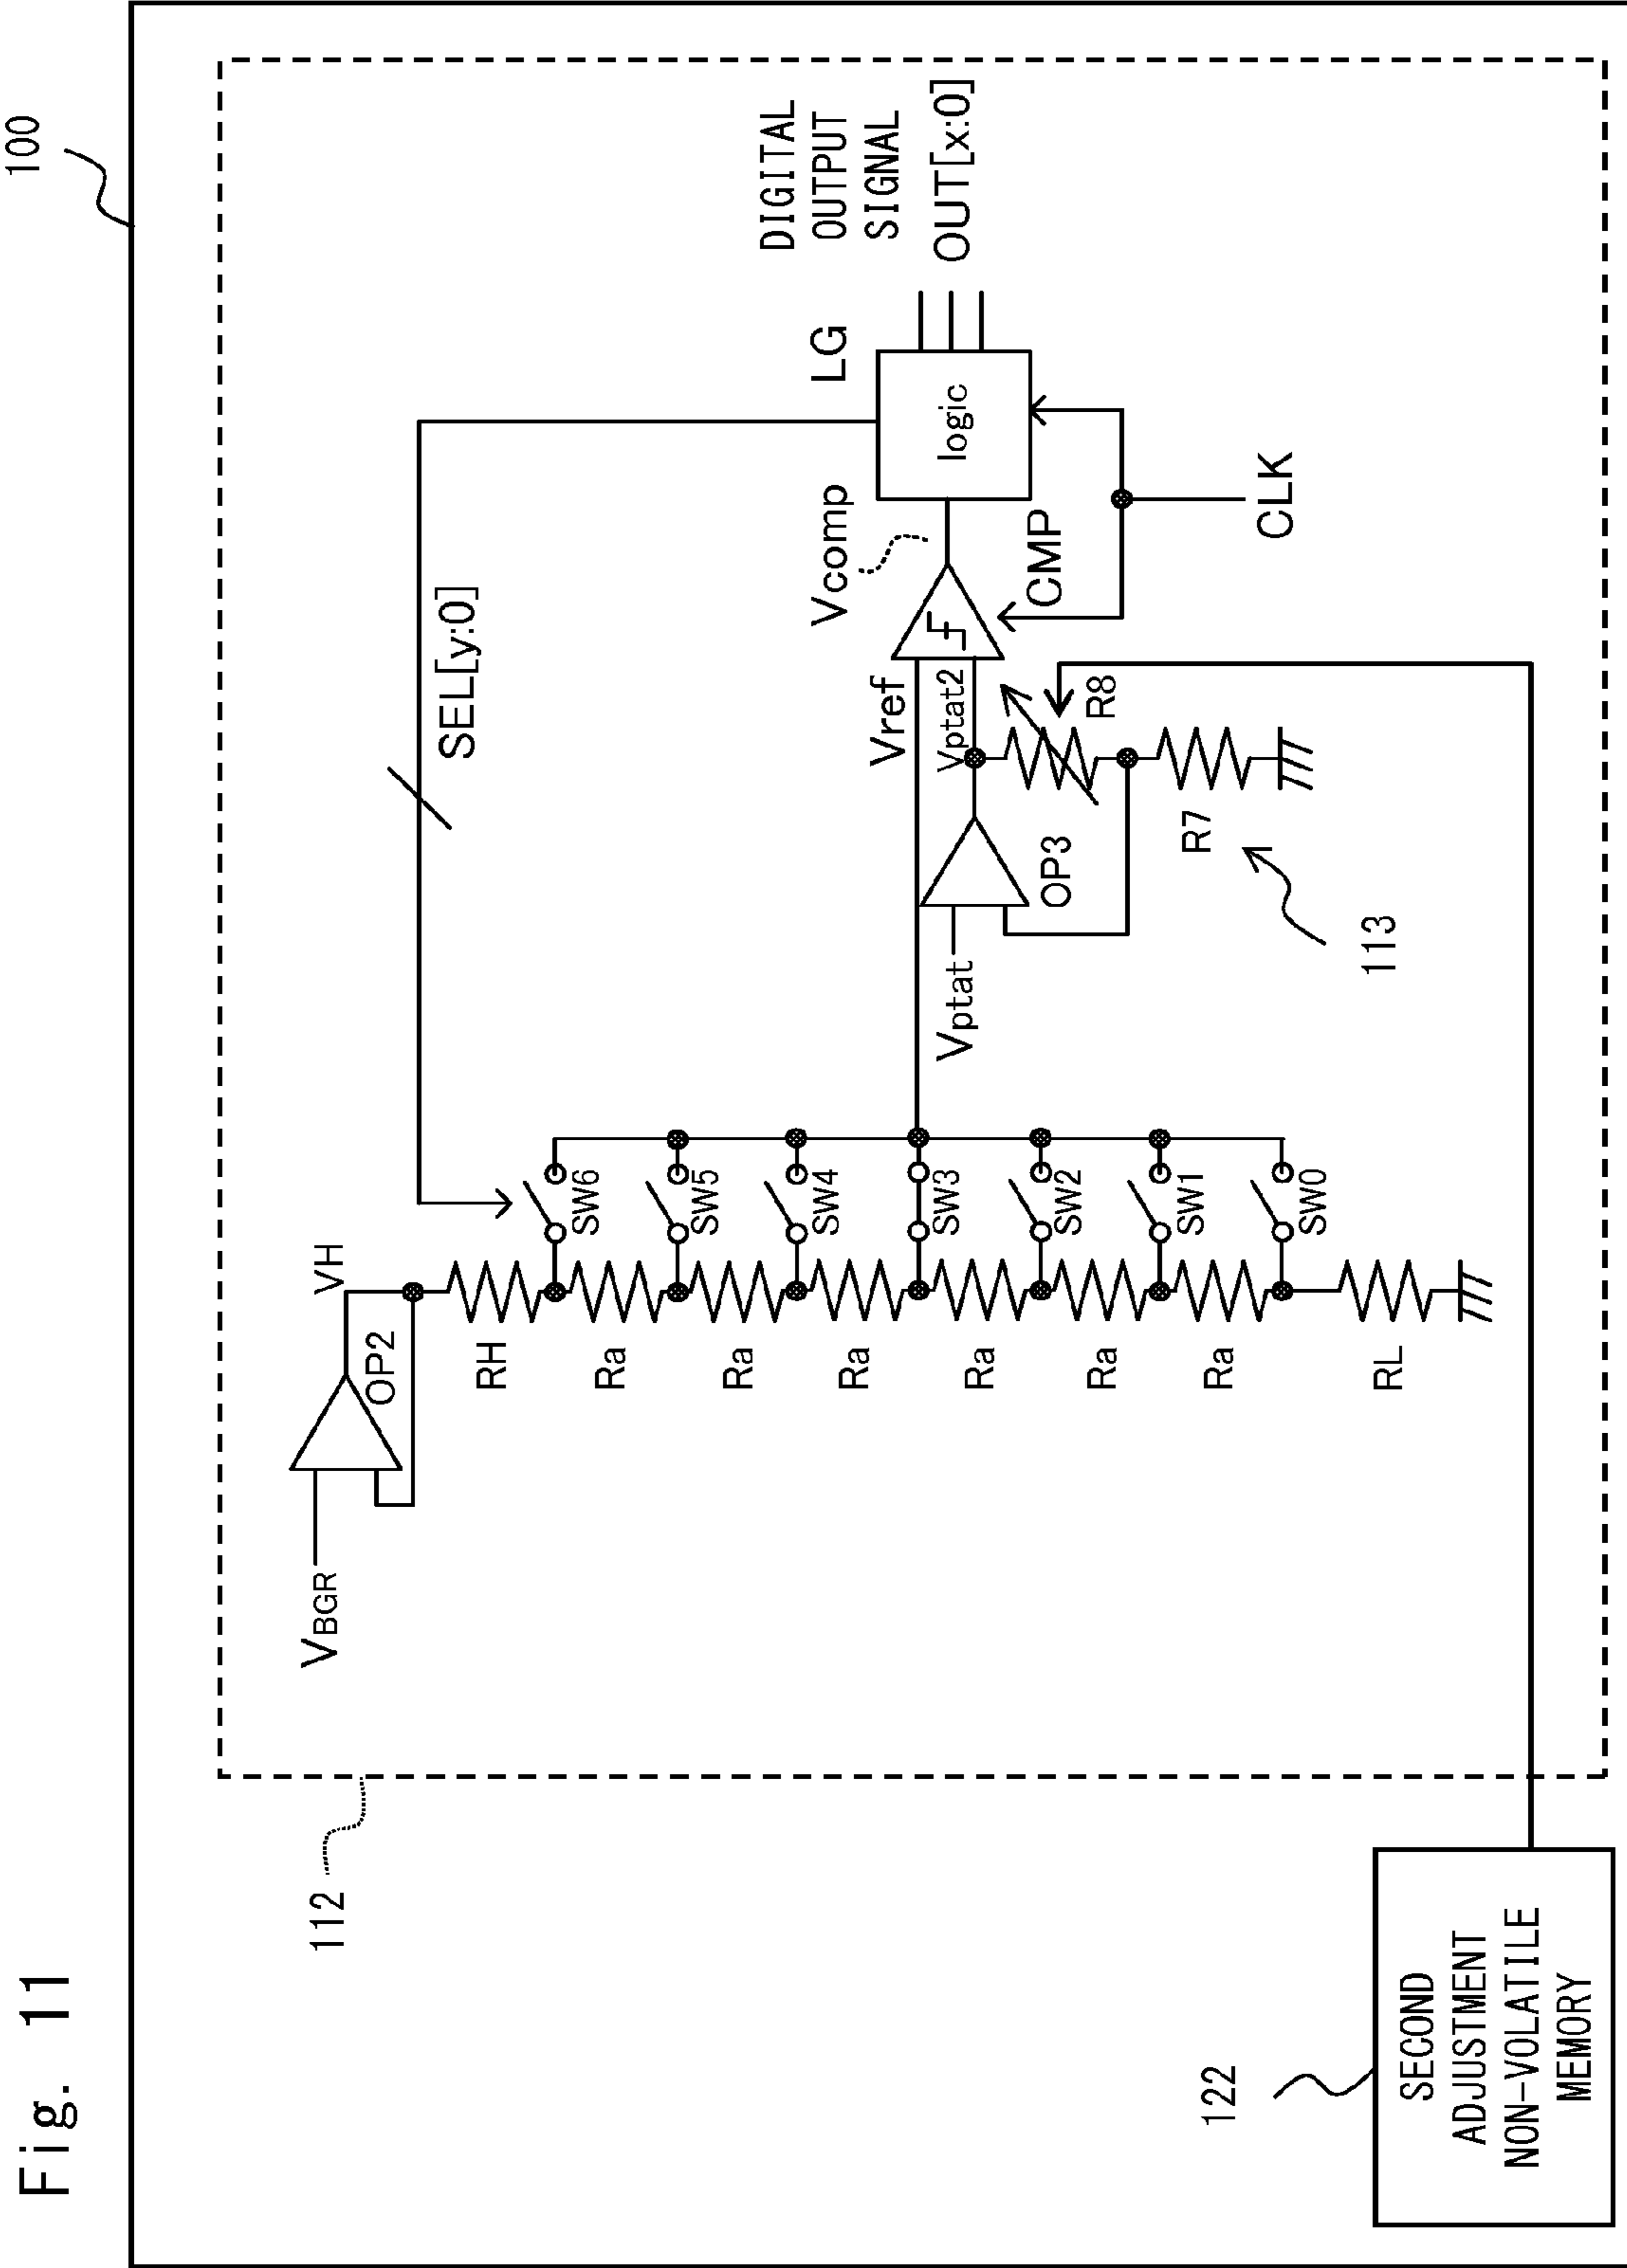 Fig. 11
100
112
VBGR
OP2
VH
RH
Ra
Ra
Ra
Ra
Ra
Ra
RL
SW6
SW5
SW4
SW3
SW2
SW1
SW0
SEL[y:0]
Vref
Vptat
Vptat2
OP3
R8
R7
113
Vcomp
CMP
CLK
LG
logic
DIGITAL
OUTPUT
SIGNAL
OUT[x:0]
122
SECOND
ADJUSTMENT
NON-VOLATILE
MEMORY